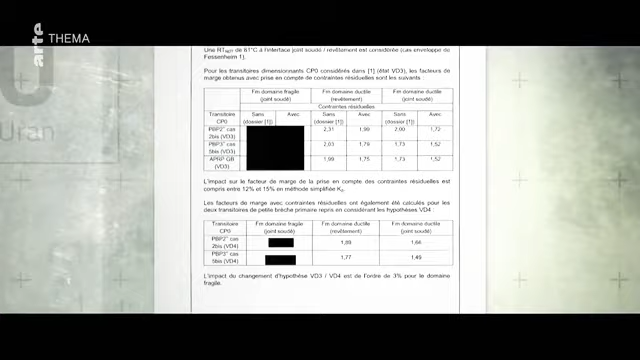 arte THEMA
Uran
Une RTNDT de 81°C à l'interface joint soudé / revêtement est considérée (cas enveloppe de
Fessenheim 1).
Pour les transitoires dimensionnants CP0 considérés dans [1] (état VD3), les facteurs de
marge obtenus avec prise en compte de contraintes résiduelles sont les suivants :
Fm domaine fragile Fm domaine ductile Fm domaine ductile
(joint soudé) (revêtement) (joint soudé)
Contraintes résiduelles
Transitoire Sans Avec Sans Avec Sans Avec
CP0 (dossier [1]) (dossier [1]) (dossier [1])
PBP2" cas 2,31 1,99 2,00 1,72
2bis (VD3)
PBP3" cas 2,03 1,79 1,73 1,52
5bis (VD3)
APRP GB 1,99 1,75 1,73 1,52
(VD3)
L'impact sur le facteur de marge de la prise en compte des contraintes résiduelles est
compris entre 12% et 15% en méthode simplifiée
Les facteurs de marge avec contraintes résiduelles ont également été calculés pour les
deux transitoires de petite brèche primaire repris en considérant les hypothèses VD4 :
Transitoire Fm domaine fragile Fm domaine ductile Fm domaine ductile
CP0 (joint soudé) (revêtement) (joint soudé)
PBP2" cas
2bis (VD4)
PBP3" cas 1,77
5bis (VD4)
L'impact du changement d'hypothèse VD3 / VD4 est de l'ordre de 3% pour le domaine
fragile.